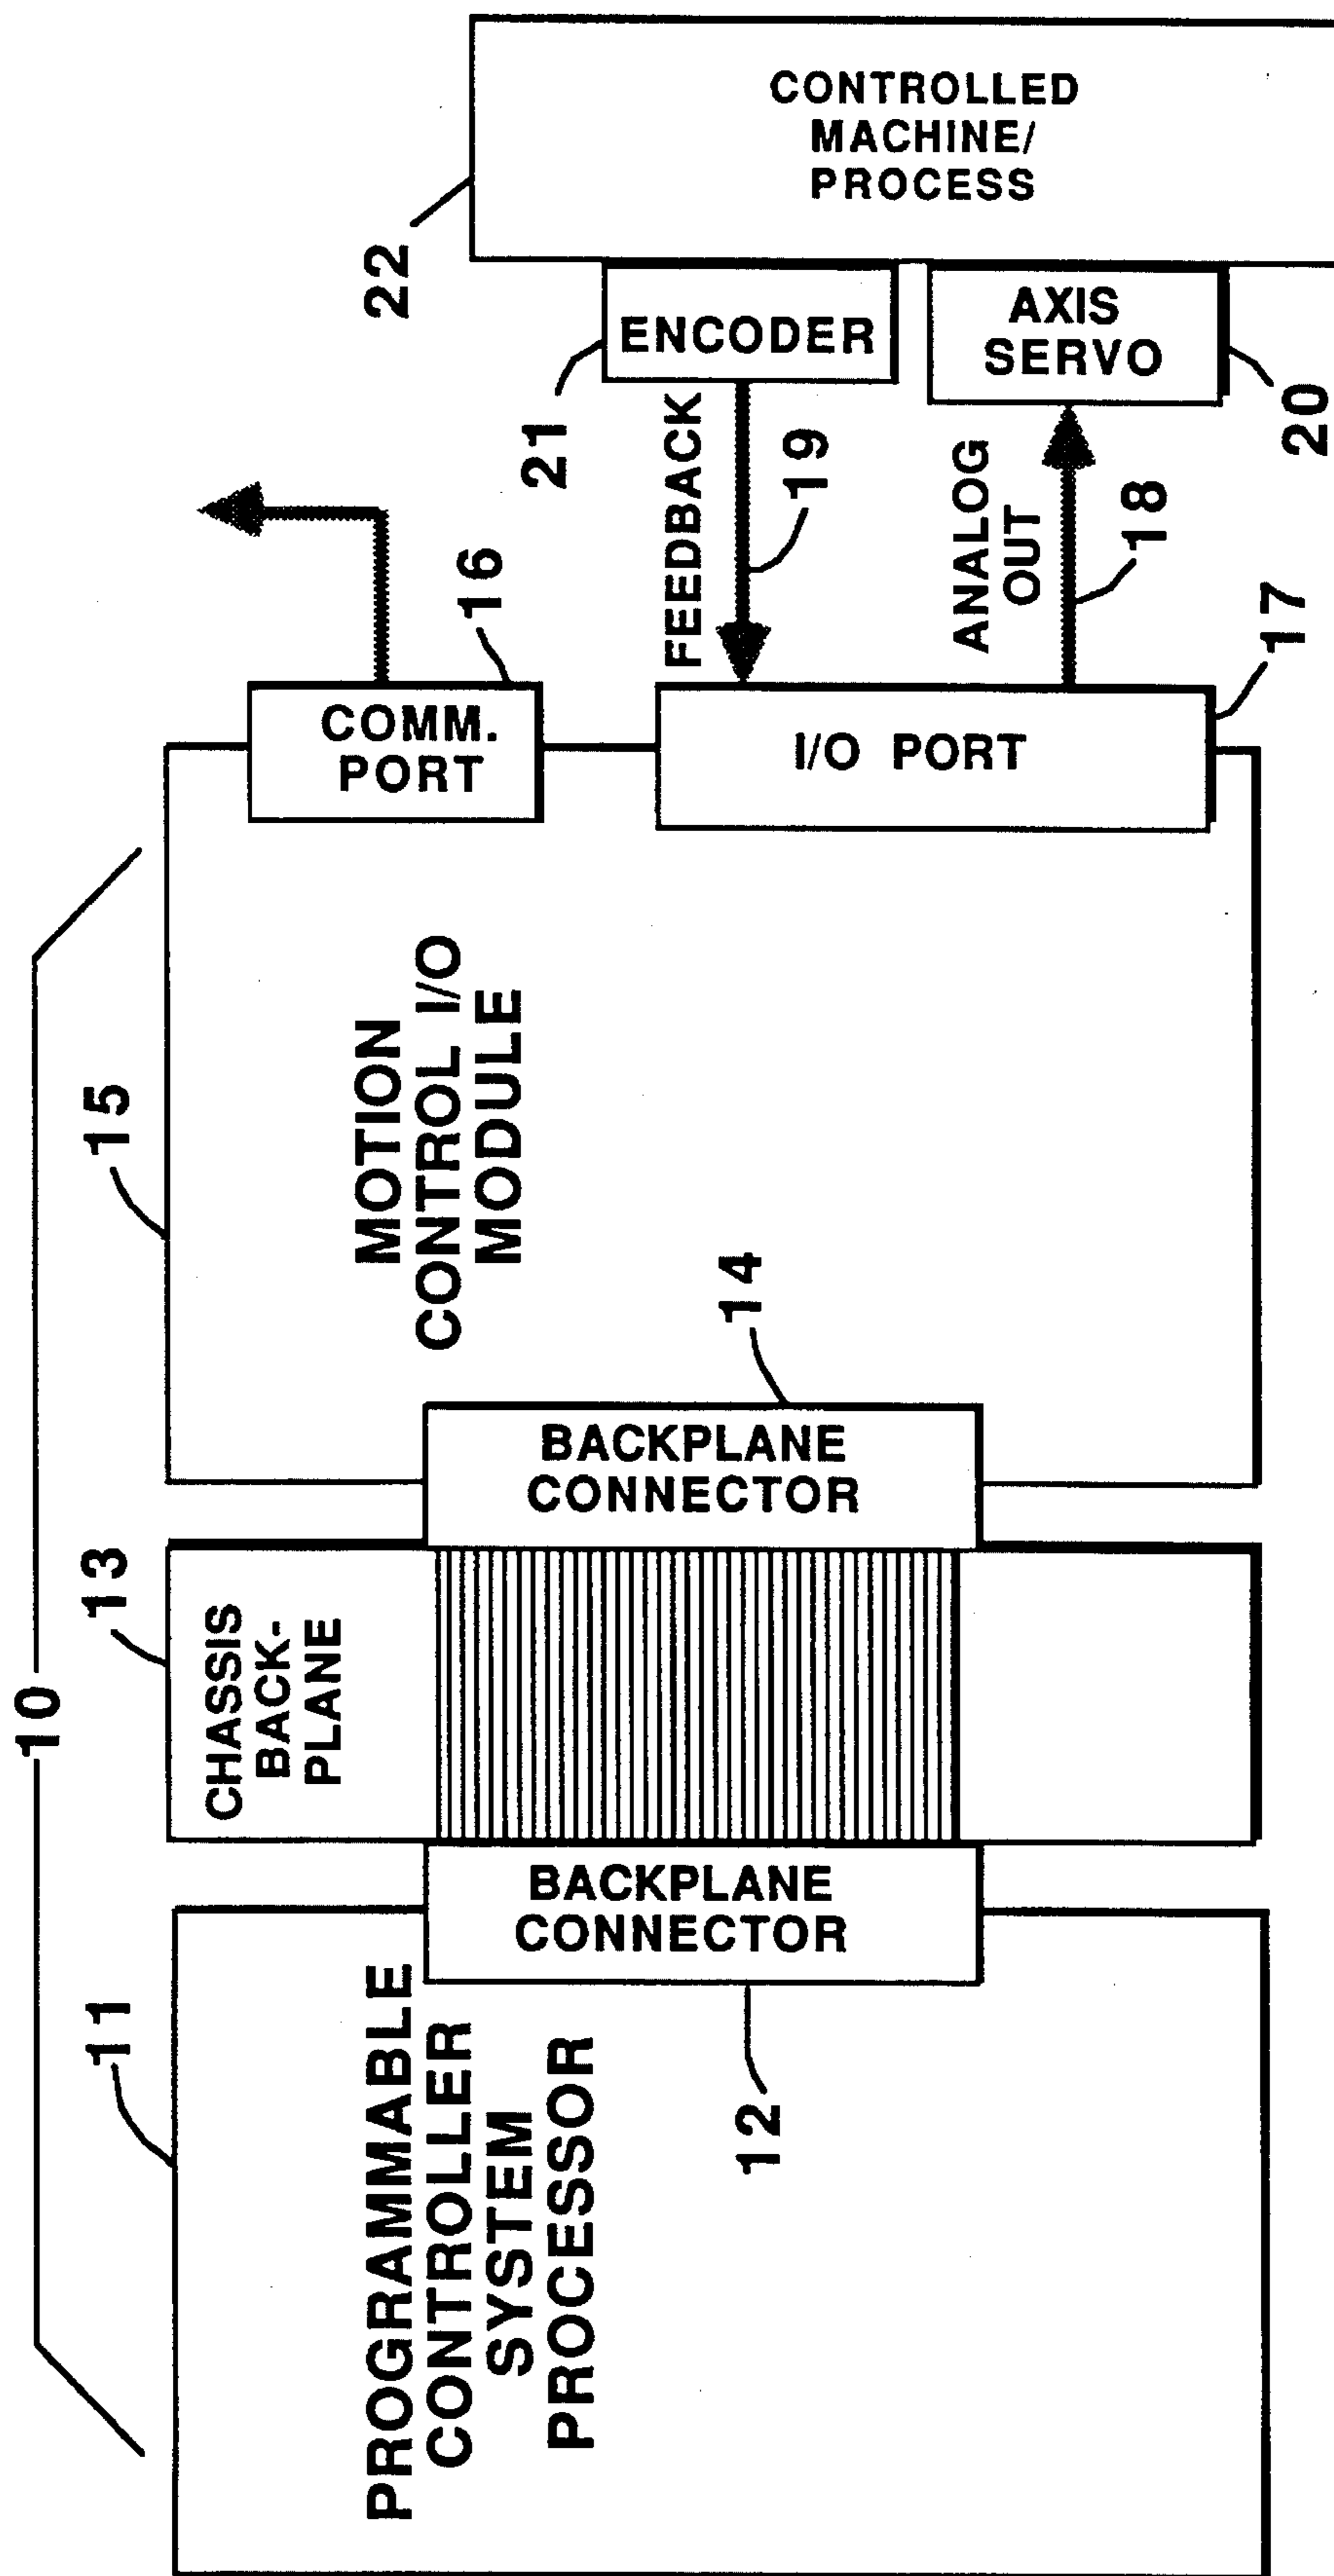 10
11
PROGRAMMABLE
CONTROLLER
SYSTEM
PROCESSOR
BACKPLANE
CONNECTOR
12
13
CHASSIS
BACK-
PLANE
BACKPLANE
CONNECTOR
14
15
MOTION
CONTROL I/O
MODULE
COMM.
PORT
16
I/O PORT
17
FEEDBACK
19
ANALOG
OUT
18
ENCODER
21
AXIS
SERVO
20
22
CONTROLLED
MACHINE/
PROCESS